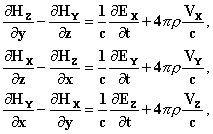 ∂H_Z/∂y − ∂H_Y/∂z = 1/c ∂E_X/∂t + 4πρ V_X/c ,
∂H_X/∂z − ∂H_Z/∂x = 1/c ∂E_Y/∂t + 4πρ V_Y/c ,
∂H_Y/∂x − ∂H_X/∂y = 1/c ∂E_Z/∂t + 4πρ V_Z/c ,